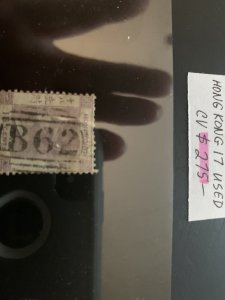 B62
HONG KONG 17 USED
CV $275-